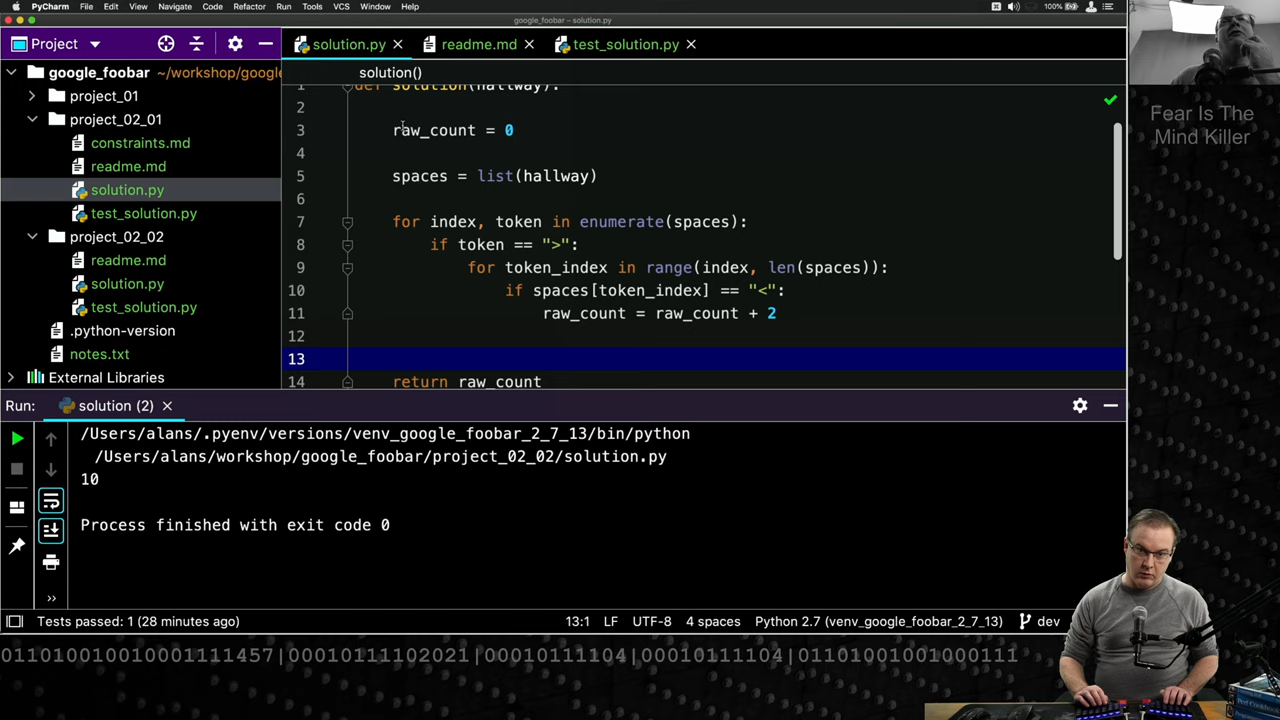 PyCharm File Edit View Navigate Code Refactor Run Tools VCS Window Help 100%
google_foobar – solution.py
Project
solution.py
readme.md
test_solution.py
solution()
google_foobar ~/workshop/google
project_01
project_02_01
constraints.md
readme.md
solution.py
test_solution.py
project_02_02
readme.md
solution.py
test_solution.py
.python-version
notes.txt
External Libraries
1 def solution(hallway):
2
3 raw_count = 0
4
5 spaces = list(hallway)
6
7 for index, token in enumerate(spaces):
8 if token == ">":
9 for token_index in range(index, len(spaces)):
10 if spaces[token_index] == "<":
11 raw_count = raw_count + 2
12
13
14 return raw_count
Fear Is The
Mind Killer
Run: solution (2)
/Users/alans/.pyenv/versions/venv_google_foobar_2_7_13/bin/python
/Users/alans/workshop/google_foobar/project_02_02/solution.py
10
Process finished with exit code 0
»
Tests passed: 1 (28 minutes ago) 13:1 LF UTF-8 4 spaces Python 2.7 (venv_google_foobar_2_7_13) dev
011010010010001111457|00010111102021|00010111104|00010111104|01101001001000111